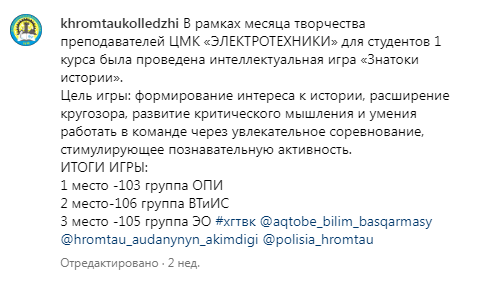 khromtaukolledzhi В рамках месяца творчества
преподавателей ЦМК «ЭЛЕКТРОТЕХНИКИ» для студентов 1
курса была проведена интеллектуальная игра «Знатоки
истории».
Цель игры: формирование интереса к истории, расширение
кругозора, развитие критического мышления и умения
работать в команде через увлекательное соревнование,
стимулирующее познавательную активность.
ИТОГИ ИГРЫ:
1 место -103 группа ОПИ
2 место-106 группа ВТиИС
3 место -105 группа ЭО #хгтвк @aqtobe_bilim_basqarmasy
@hromtau_audanynyn_akimdigi @polisia_hromtau
Отредактировано · 2 нед.